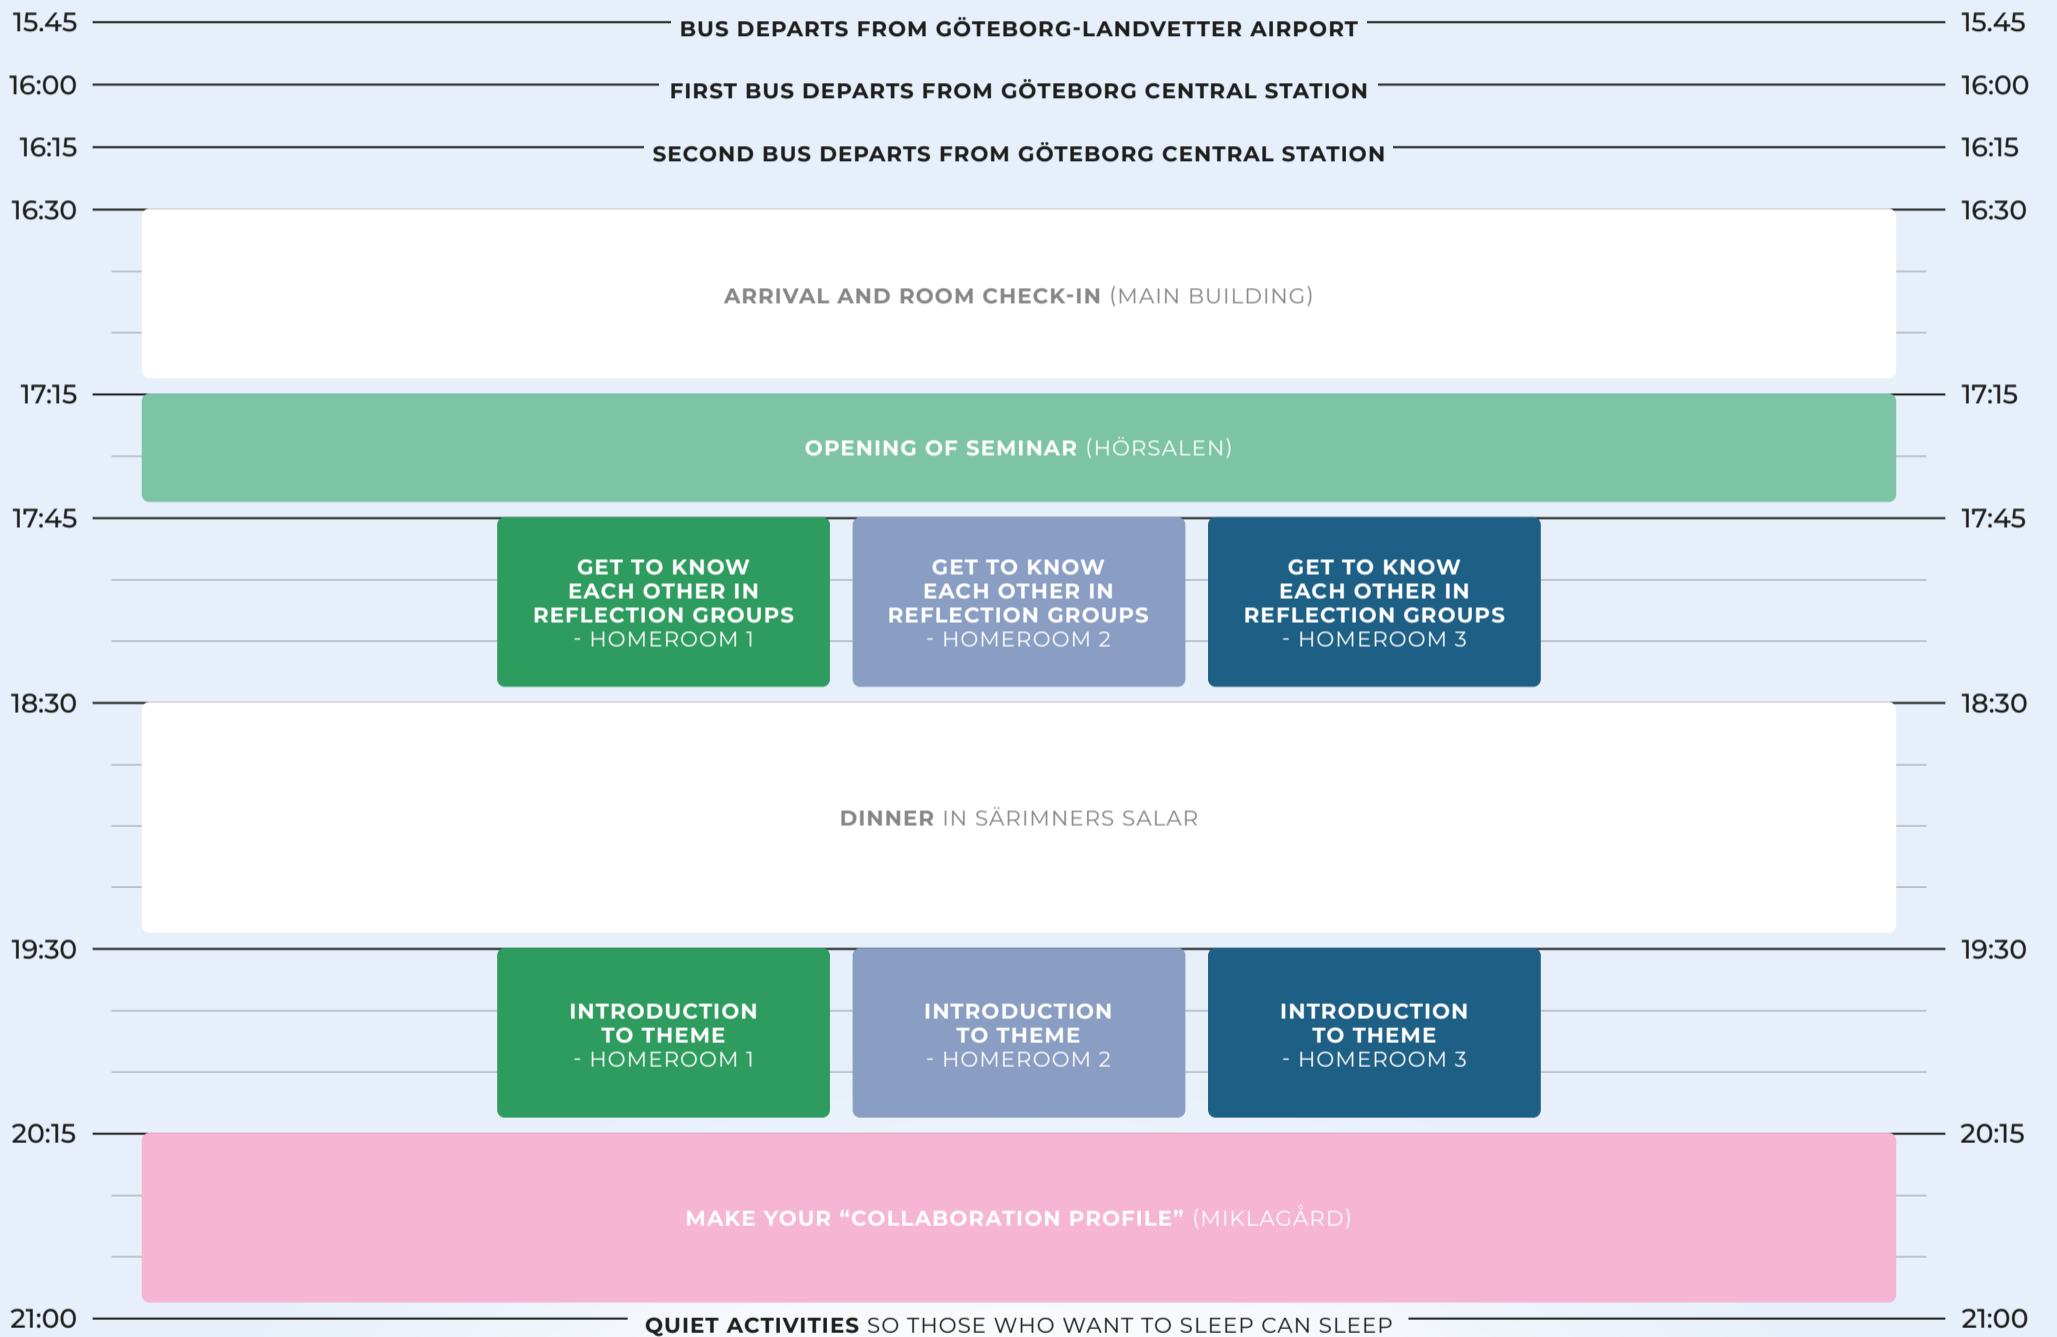 15.45 BUS DEPARTS FROM GÖTEBORG-LANDVETTER AIRPORT 15.45
16:00 FIRST BUS DEPARTS FROM GÖTEBORG CENTRAL STATION 16:00
16:15 SECOND BUS DEPARTS FROM GÖTEBORG CENTRAL STATION 16:15
16:30 16:30
ARRIVAL AND ROOM CHECK-IN (MAIN BUILDING)
17:15 17:15
OPENING OF SEMINAR (HÖRSALEN)
17:45 17:45
GET TO KNOW
EACH OTHER IN
REFLECTION GROUPS
- HOMEROOM 1
GET TO KNOW
EACH OTHER IN
REFLECTION GROUPS
- HOMEROOM 2
GET TO KNOW
EACH OTHER IN
REFLECTION GROUPS
- HOMEROOM 3
18:30 18:30
DINNER IN SÄRIMNERS SALAR
19:30 19:30
INTRODUCTION
TO THEME
- HOMEROOM 1
INTRODUCTION
TO THEME
- HOMEROOM 2
INTRODUCTION
TO THEME
- HOMEROOM 3
20:15 20:15
MAKE YOUR “COLLABORATION PROFILE” (MIKLAGÅRD)
21:00 QUIET ACTIVITIES SO THOSE WHO WANT TO SLEEP CAN SLEEP 21:00